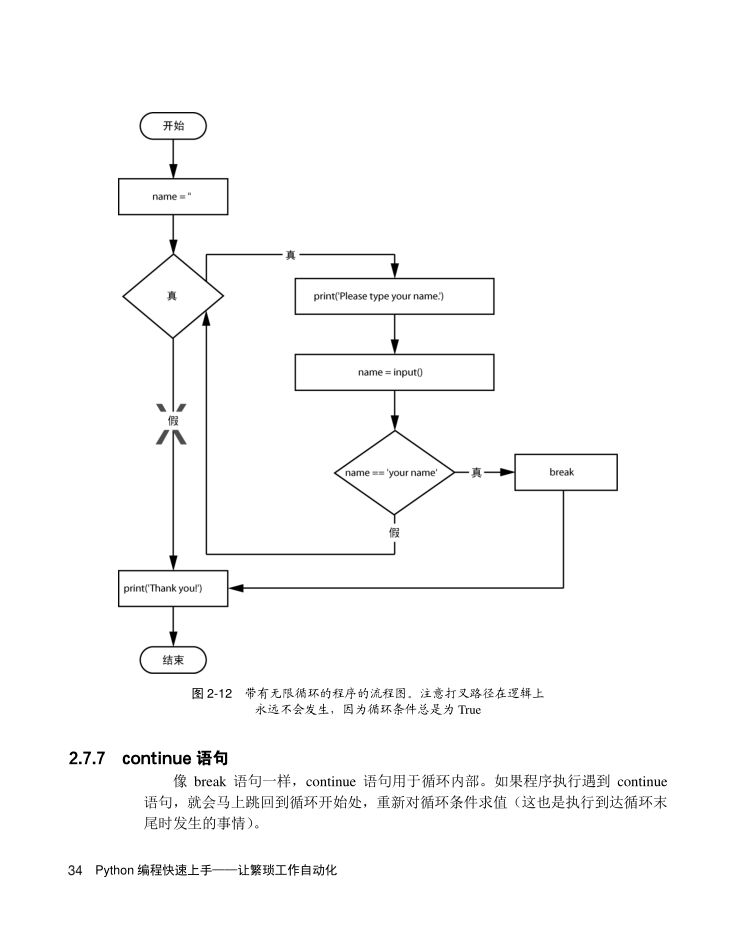 开始
name = ''
真
真
print('Please type your name.')
name = input()
假
name == 'your name'
真
break
假
print('Thank you!')
结束
图 2-12 带有无限循环的程序的流程图。注意打叉路径在逻辑上
永远不会发生，因为循环条件总是为 True
2.7.7 continue 语句
像 break 语句一样，continue 语句用于循环内部。如果程序执行遇到 continue
语句，就会马上跳回到循环开始处，重新对循环条件求值（这也是执行到达循环末
尾时发生的事情）。
34 Python 编程快速上手——让繁琐工作自动化